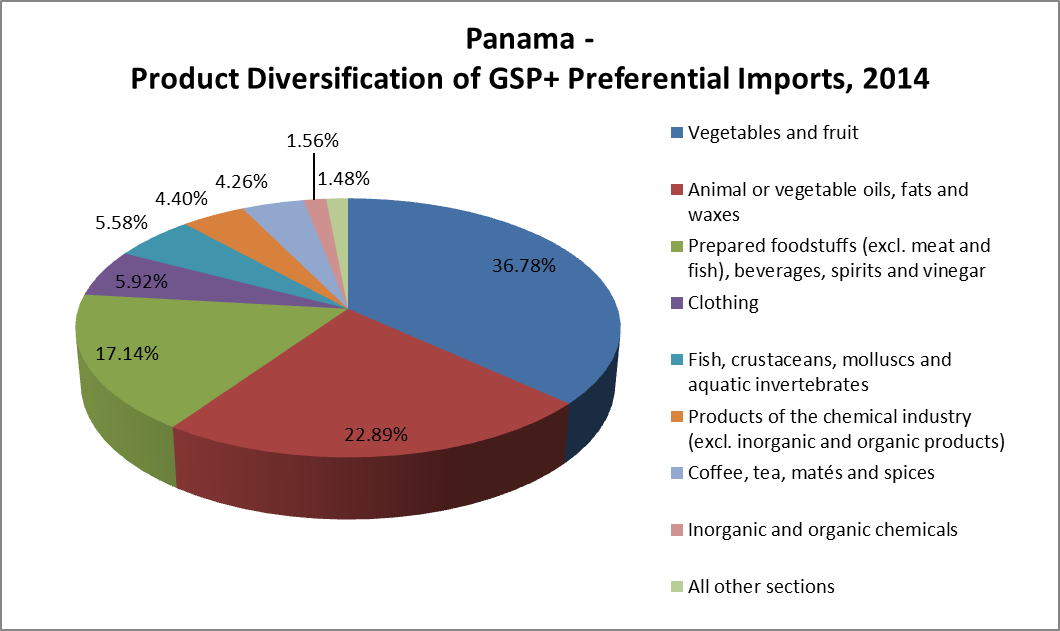 Panama -
Product Diversification of GSP+ Preferential Imports, 2014
1.56%
4.26%
1.48%
4.40%
5.58%
36.78%
5.92%
17.14%
22.89%
Vegetables and fruit
Animal or vegetable oils, fats and
waxes
Prepared foodstuffs (excl. meat and
fish), beverages, spirits and vinegar
Clothing
Fish, crustaceans, molluscs and
aquatic invertebrates
Products of the chemical industry
(excl. inorganic and organic products)
Coffee, tea, matés and spices
Inorganic and organic chemicals
All other sections